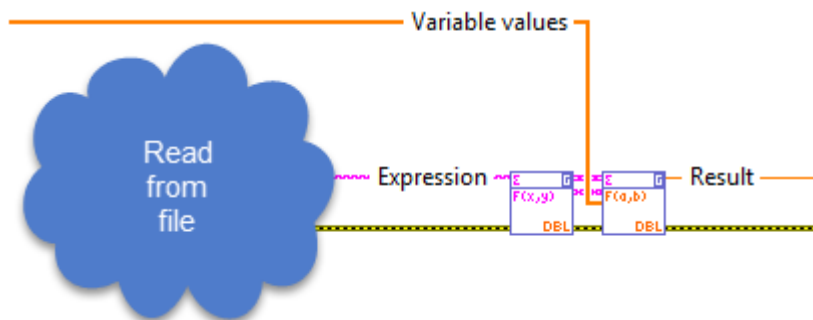 Variable values
Read
from
file
Expression
Σ
F(x,y)
DBL
Σ
F(a,b)
DBL
Result